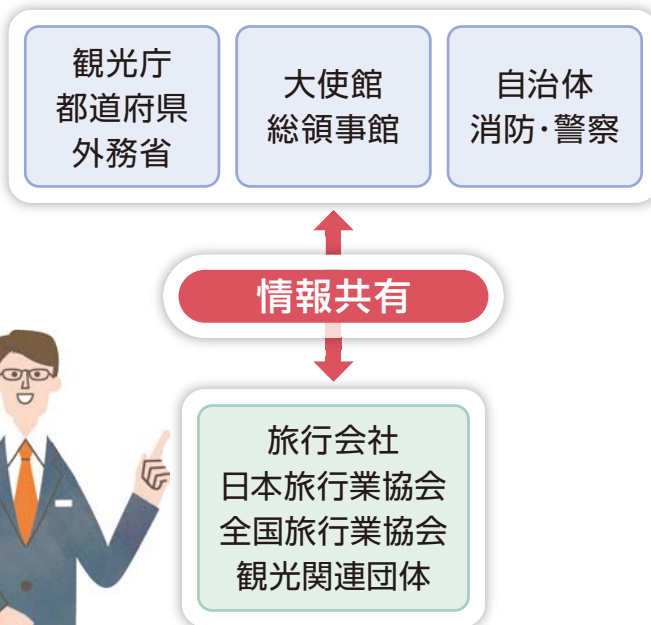 観光庁
都道府県
外務省
大使館
総領事館
自治体
消防・警察
情報共有
旅行会社
日本旅行業協会
全国旅行業協会
観光関連団体